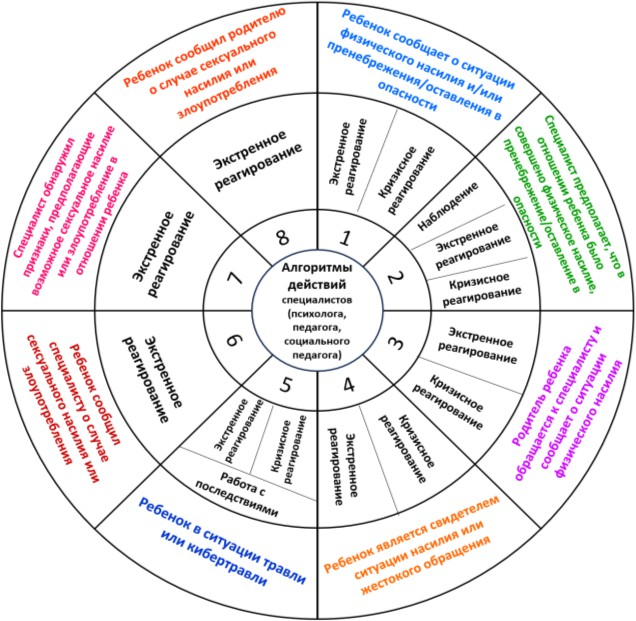 Алгоритмы
действий
специалистов
(психолога,
педагога,
социального
педагога)
1
Экстренное
реагирование
Кризисное
реагирование
Ребенок сообщает о ситуации
физического насилия и/или
пренебрежения/оставления в
опасности
2
Наблюдение
Экстренное
реагирование
Кризисное
реагирование
Специалист предполагает, что в
отношении ребенка было
совершено физическое насилие,
пренебрежение/оставление в
опасности
3
Экстренное
реагирование
Кризисное
реагирование
Родитель ребенка
обращается к специалисту и
сообщает о ситуации
физического насилия
4
Кризисное
реагирование
Экстренное
реагирование
Ребенок является свидетелем
ситуации насилия или
жестокого обращения
5
Экстренное
реагирование
Кризисное
реагирование
Работа с
последствиями
Ребенок в ситуации травли
или кибертравли
6
Экстренное
реагирование
Ребенок сообщил
специалисту о случае
сексуального насилия или
злоупотребления
7
Экстренное
реагирование
Специалист обнаружил
признаки, предполагающие
возможное сексуальное насилие
или злоупотребление в
отношении ребенка
8
Экстренное
реагирование
Ребенок сообщил родителю
о случае сексуального
насилия или
злоупотребления